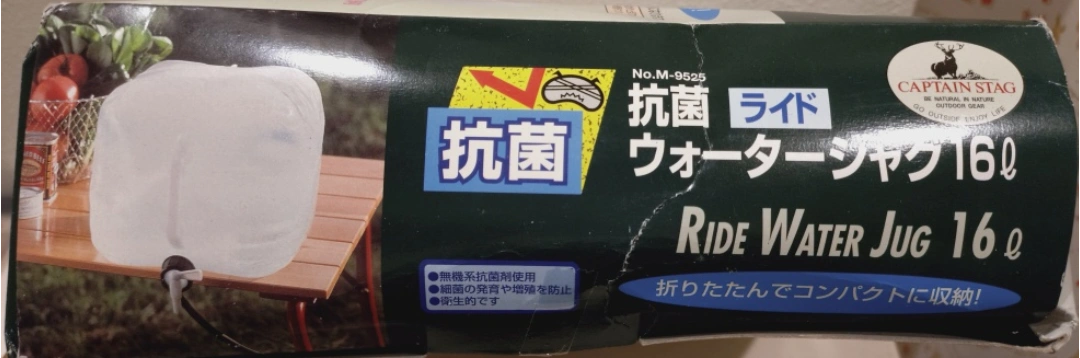 抗菌
No.M-9525
抗菌 ライド
ウォータージャグ16ℓ
RIDE WATER JUG 16ℓ
●無機系抗菌剤使用
●細菌の発育や増殖を防止
●衛生的です
折りたたんでコンパクトに収納!
CAPTAIN STAG
BE NATURAL IN NATURE
OUTDOOR GEAR
GO OUTSIDE ENJOY LIFE